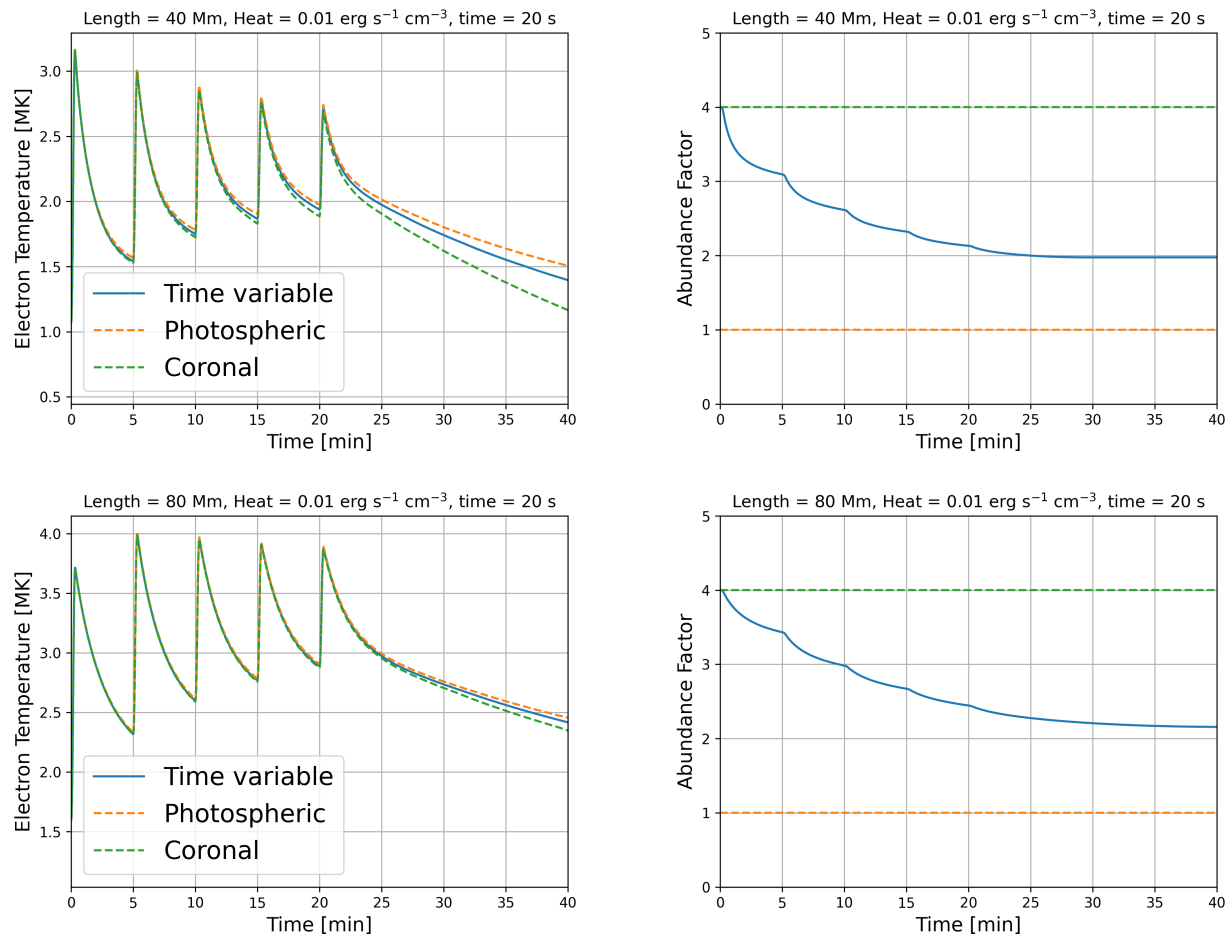 Length = 40 Mm, Heat = 0.01 erg s⁻¹ cm⁻³, time = 20 s
Electron Temperature [MK]
3.0
2.5
2.0
1.5
1.0
0.5
Time variable
Photospheric
Coronal
0 5 10 15 20 25 30 35 40
Time [min]
Length = 40 Mm, Heat = 0.01 erg s⁻¹ cm⁻³, time = 20 s
Abundance Factor
5
4
3
2
1
0
0 5 10 15 20 25 30 35 40
Time [min]
Length = 80 Mm, Heat = 0.01 erg s⁻¹ cm⁻³, time = 20 s
Electron Temperature [MK]
4.0
3.5
3.0
2.5
2.0
1.5
Time variable
Photospheric
Coronal
0 5 10 15 20 25 30 35 40
Time [min]
Length = 80 Mm, Heat = 0.01 erg s⁻¹ cm⁻³, time = 20 s
Abundance Factor
5
4
3
2
1
0
0 5 10 15 20 25 30 35 40
Time [min]